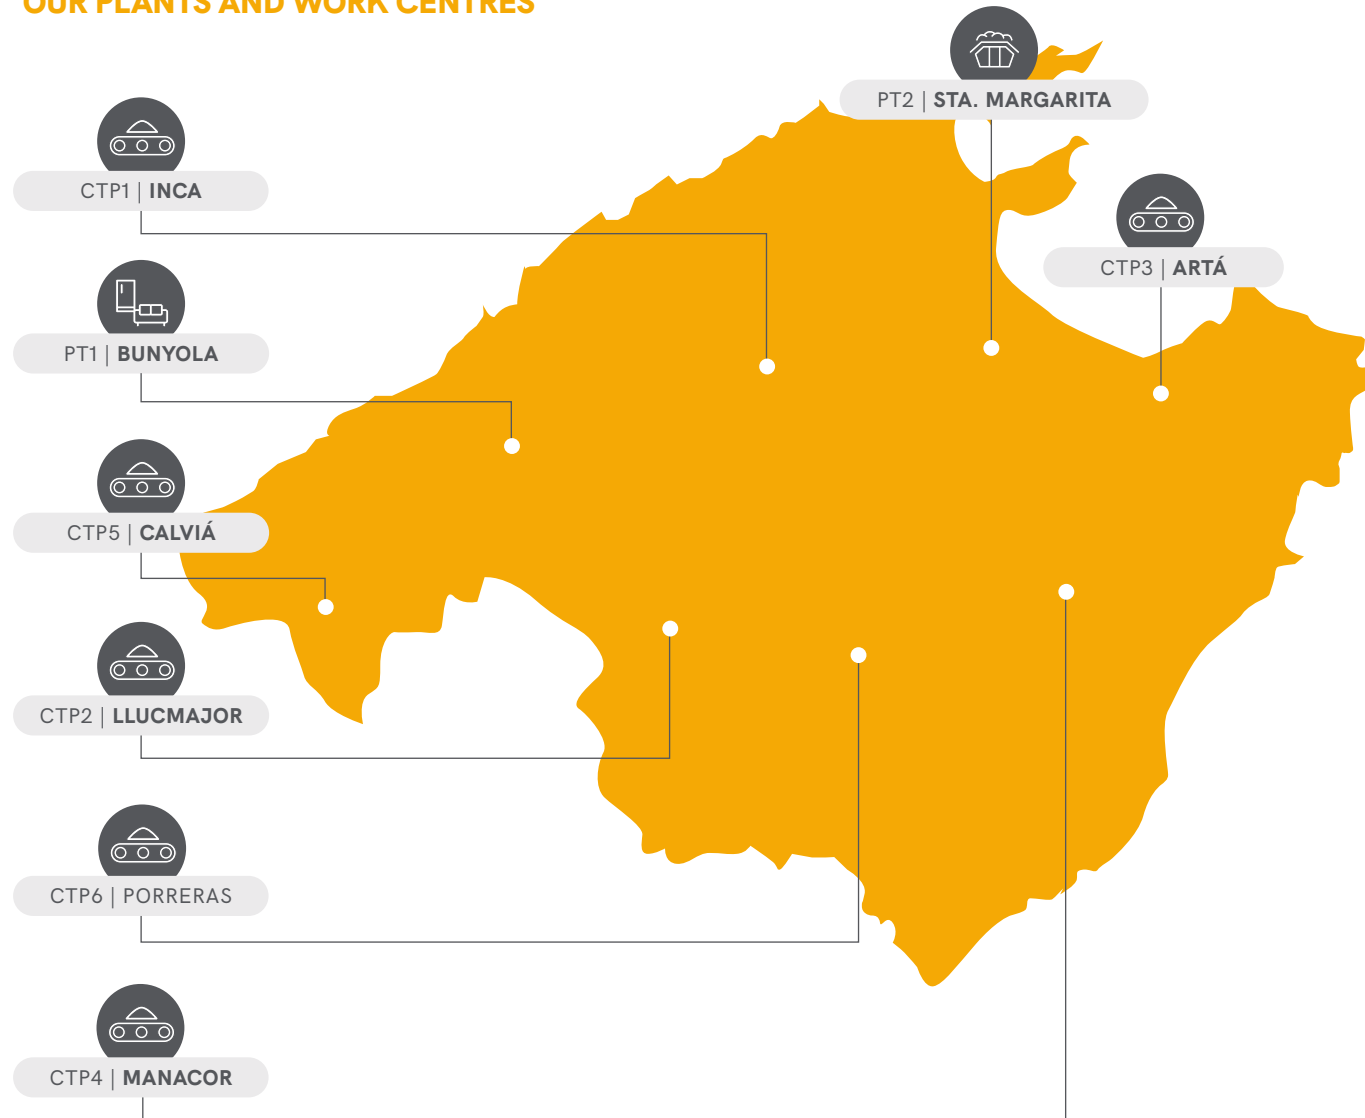 OUR PLANTS AND WORK CENTRES
PT2 | STA. MARGARITA
CTP1 | INCA
CTP3 | ARTÁ
PT1 | BUNYOLA
CTP5 | CALVIÁ
CTP2 | LLUCMAJOR
CTP6 | PORRERAS
CTP4 | MANACOR